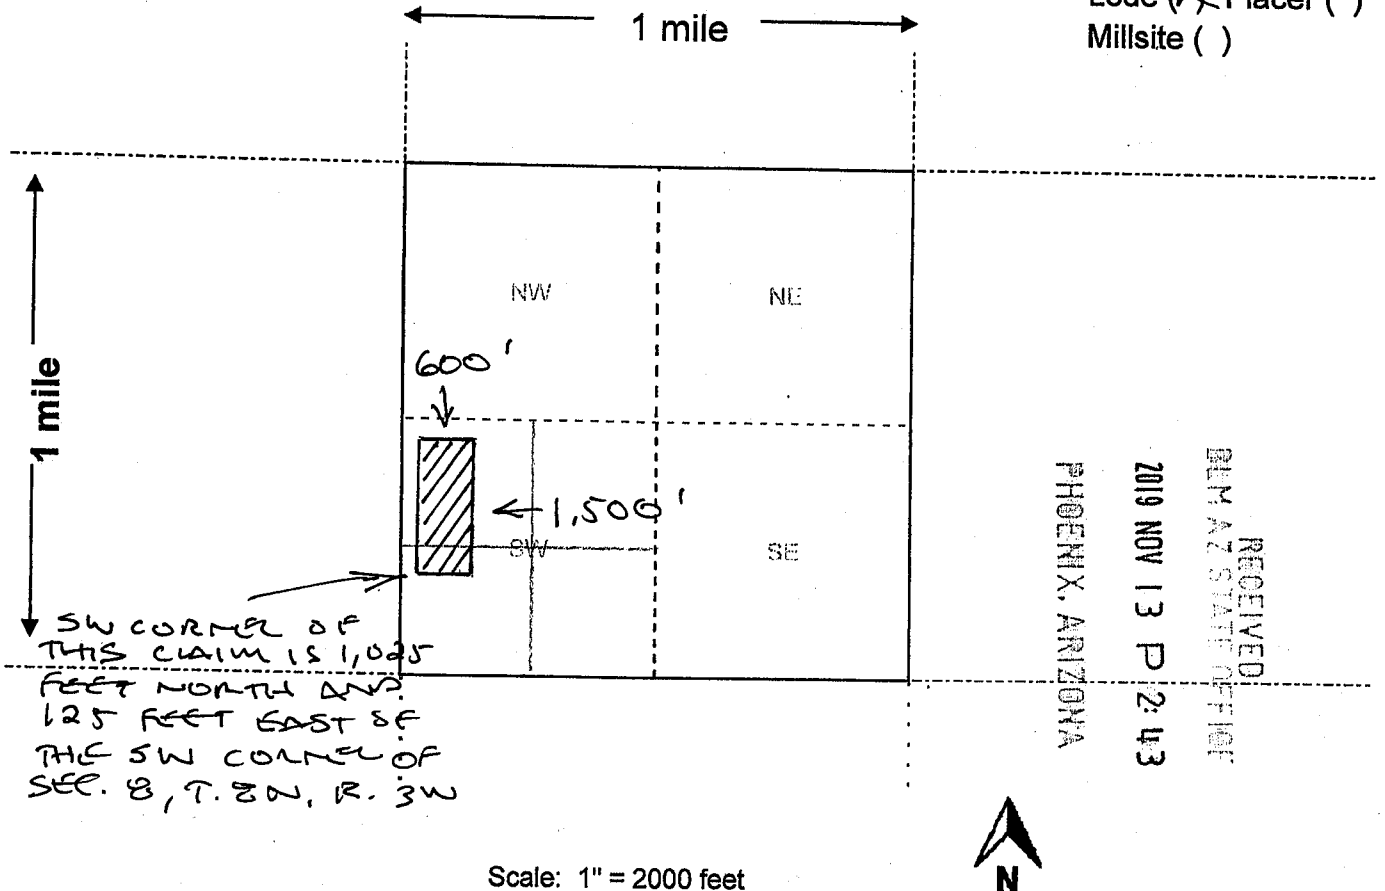 1 mile
Lode (X) Placer ( )
Millsite ( )
1 mile
NW
NE
600'
1,500'
SW
SE
SW CORNER OF
THIS CLAIM IS 1,025
FEET NORTH AND
125 FEET EAST OF
THE SW CORNER OF
SEC. 8, T. 8N, R. 3W
RECEIVED
BLM AZ STATE OFFICE
2019 NOV 13 P 2:43
PHOENIX, ARIZONA
Scale: 1" = 2000 feet
N